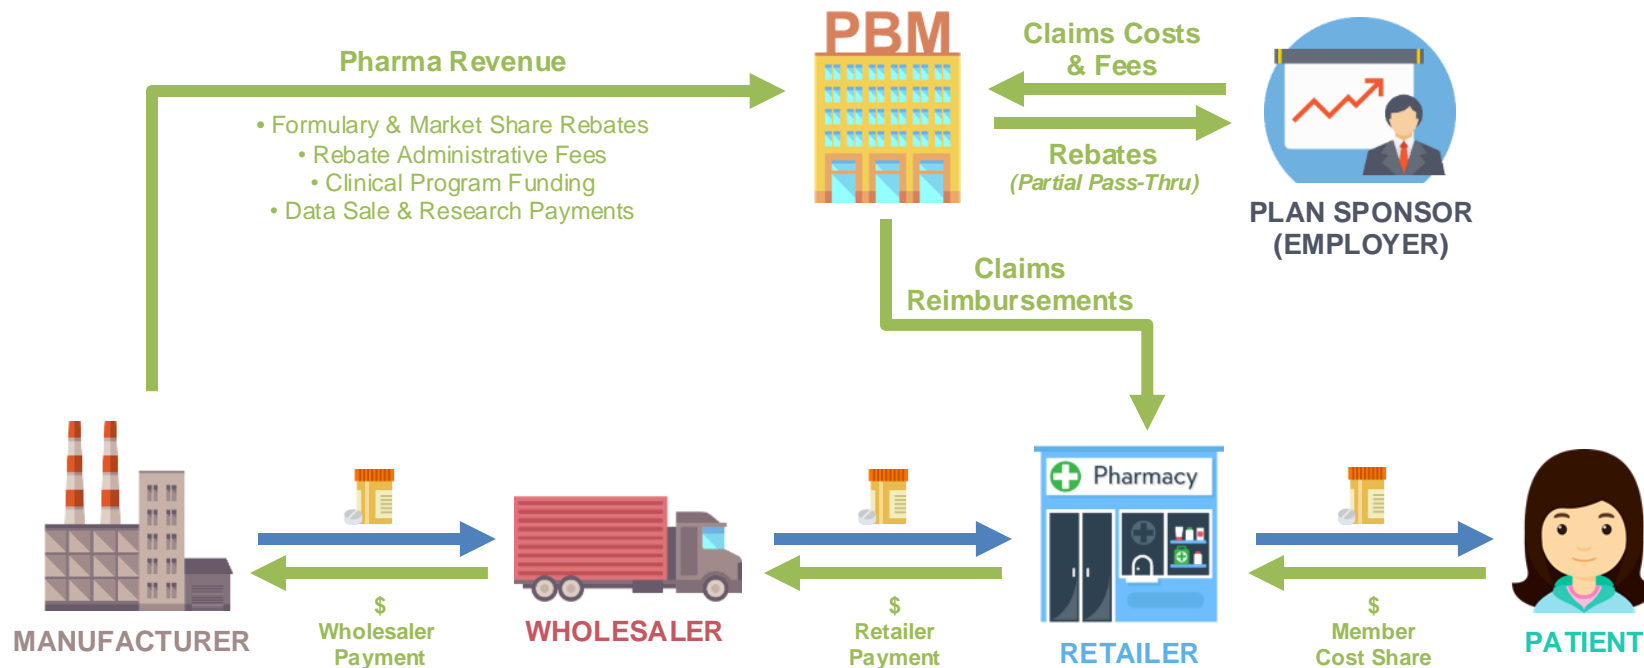 PBM
Pharma Revenue
• Formulary & Market Share Rebates
• Rebate Administrative Fees
• Clinical Program Funding
• Data Sale & Research Payments
Claims Costs
& Fees
Rebates
(Partial Pass-Thru)
PLAN SPONSOR
(EMPLOYER)
Claims
Reimbursements
Pharmacy
MANUFACTURER
$
Wholesaler
Payment
WHOLESALER
$
Retailer
Payment
RETAILER
$
Member
Cost Share
PATIENT